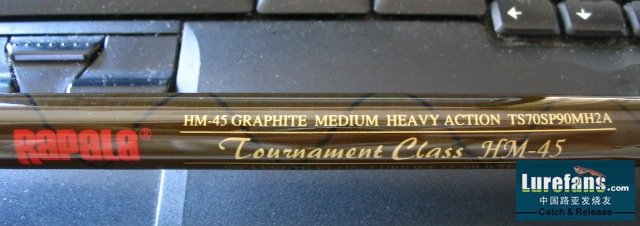 HM-45 GRAPHITE MEDIUM HEAVY ACTION TS70SP90MH2A
RAPALA®
Tournament Class HM-45
Lurefans.com
中国路亚发烧友
Catch & Release